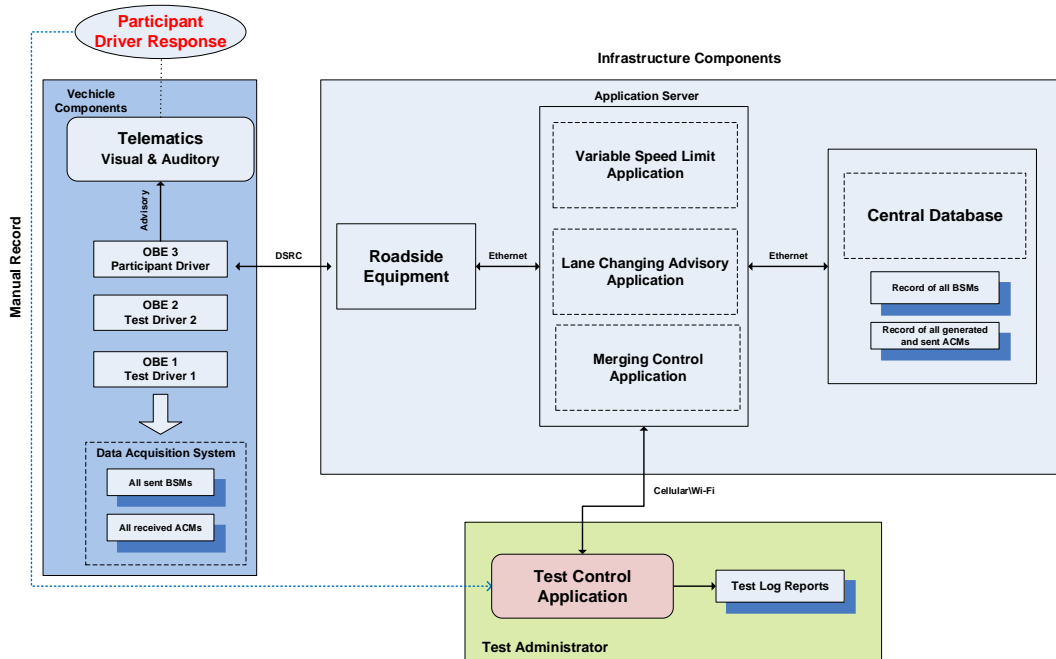 Participant
Driver Response
Infrastructure Components
Vechicle
Components
Telematics
Visual & Auditory
Advisory
OBE 3
Participant Driver
OBE 2
Test Driver 2
OBE 1
Test Driver 1
Data Acquisition System
All sent BSMs
All received ACMs
Manual Record
DSRC
Roadside
Equipment
Ethernet
Application Server
Variable Speed Limit
Application
Lane Changing Advisory
Application
Merging Control
Application
Ethernet
Central Database
Record of all BSMs
Record of all generated
and sent ACMs
Cellular\Wi-Fi
Test Control
Application
Test Log Reports
Test Administrator